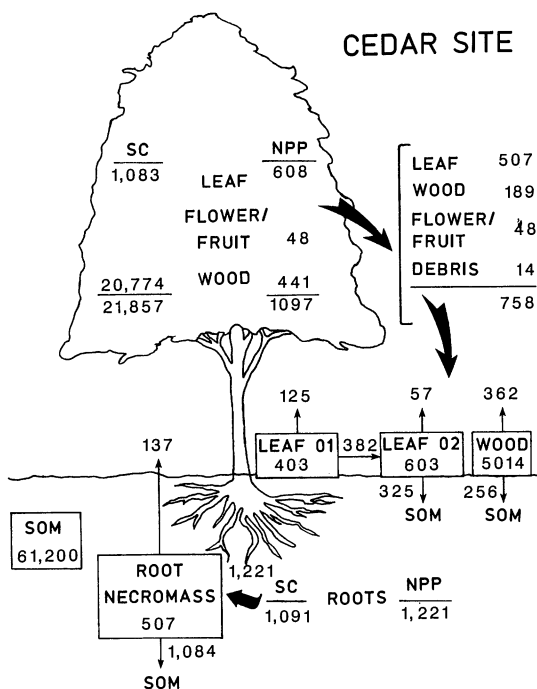 CEDAR SITE
SC NPP
1,083 608
LEAF
FLOWER/
FRUIT 48
20,774 WOOD 441
21,857 1097
LEAF 507
WOOD 189
FLOWER/
FRUIT 48
DEBRIS 14
758
125 57 362
137
LEAF 01 382 LEAF 02 WOOD
403 603 5014
325 256
SOM SOM
SOM
61,200
ROOT 1,221
NECROMASS
507
SC ROOTS NPP
1,091 1,221
1,084
SOM